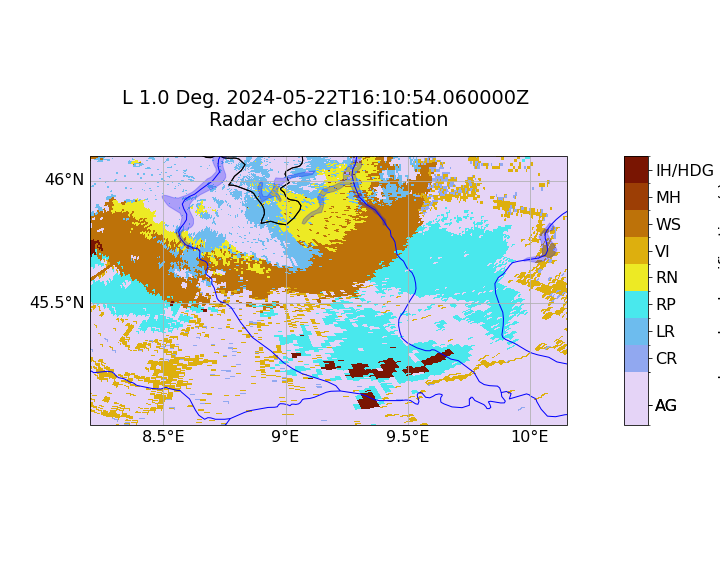 L 1.0 Deg. 2024-05-22T16:10:54.060000Z
Radar echo classification
46°N
45.5°N
8.5°E
9°E
9.5°E
10°E
IH/HDG
MH
WS
VI
RN
RP
LR
CR
AG